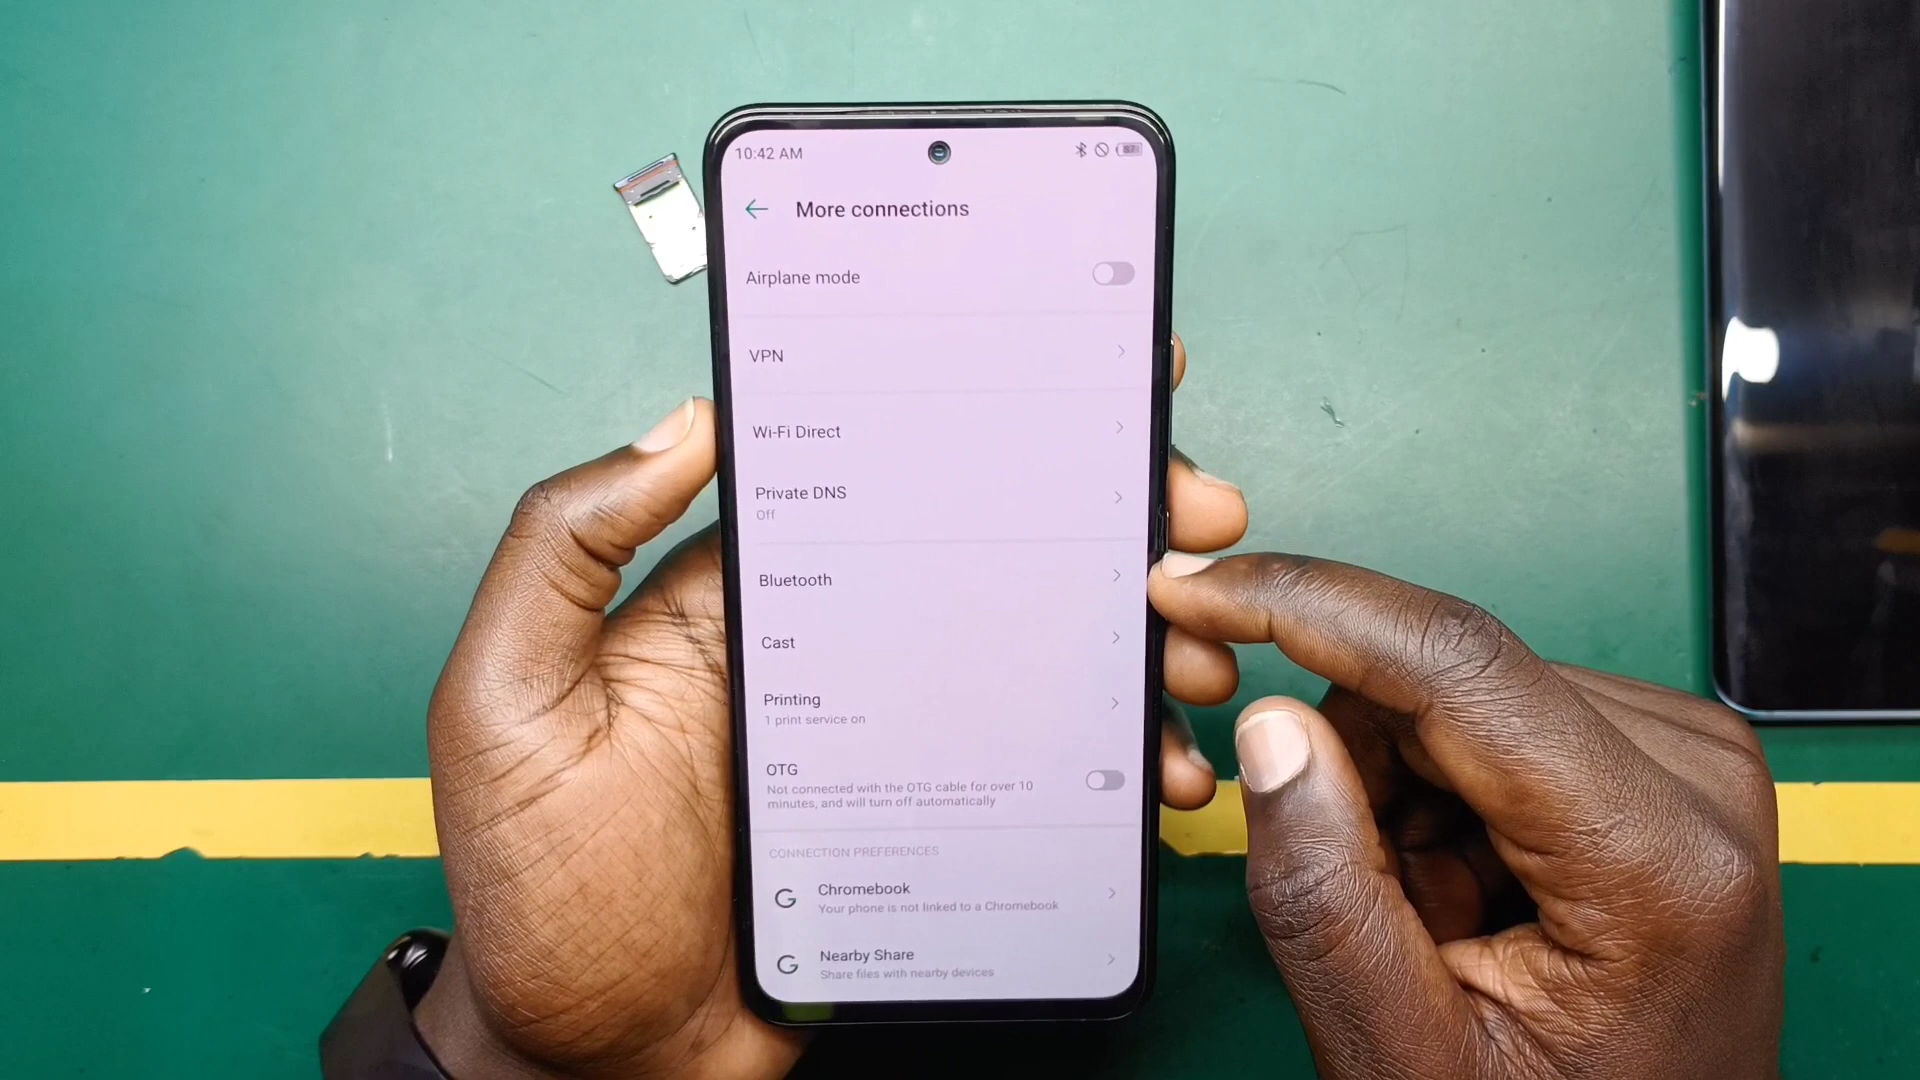 10:42 AM
87
More connections
Airplane mode
VPN
Wi-Fi Direct
Private DNS
Off
Bluetooth
Cast
Printing
1 print service on
OTG
Not connected with the OTG cable for over 10
minutes, and will turn off automatically
CONNECTION PREFERENCES
Chromebook
Your phone is not linked to a Chromebook
Nearby Share
Share files with nearby devices